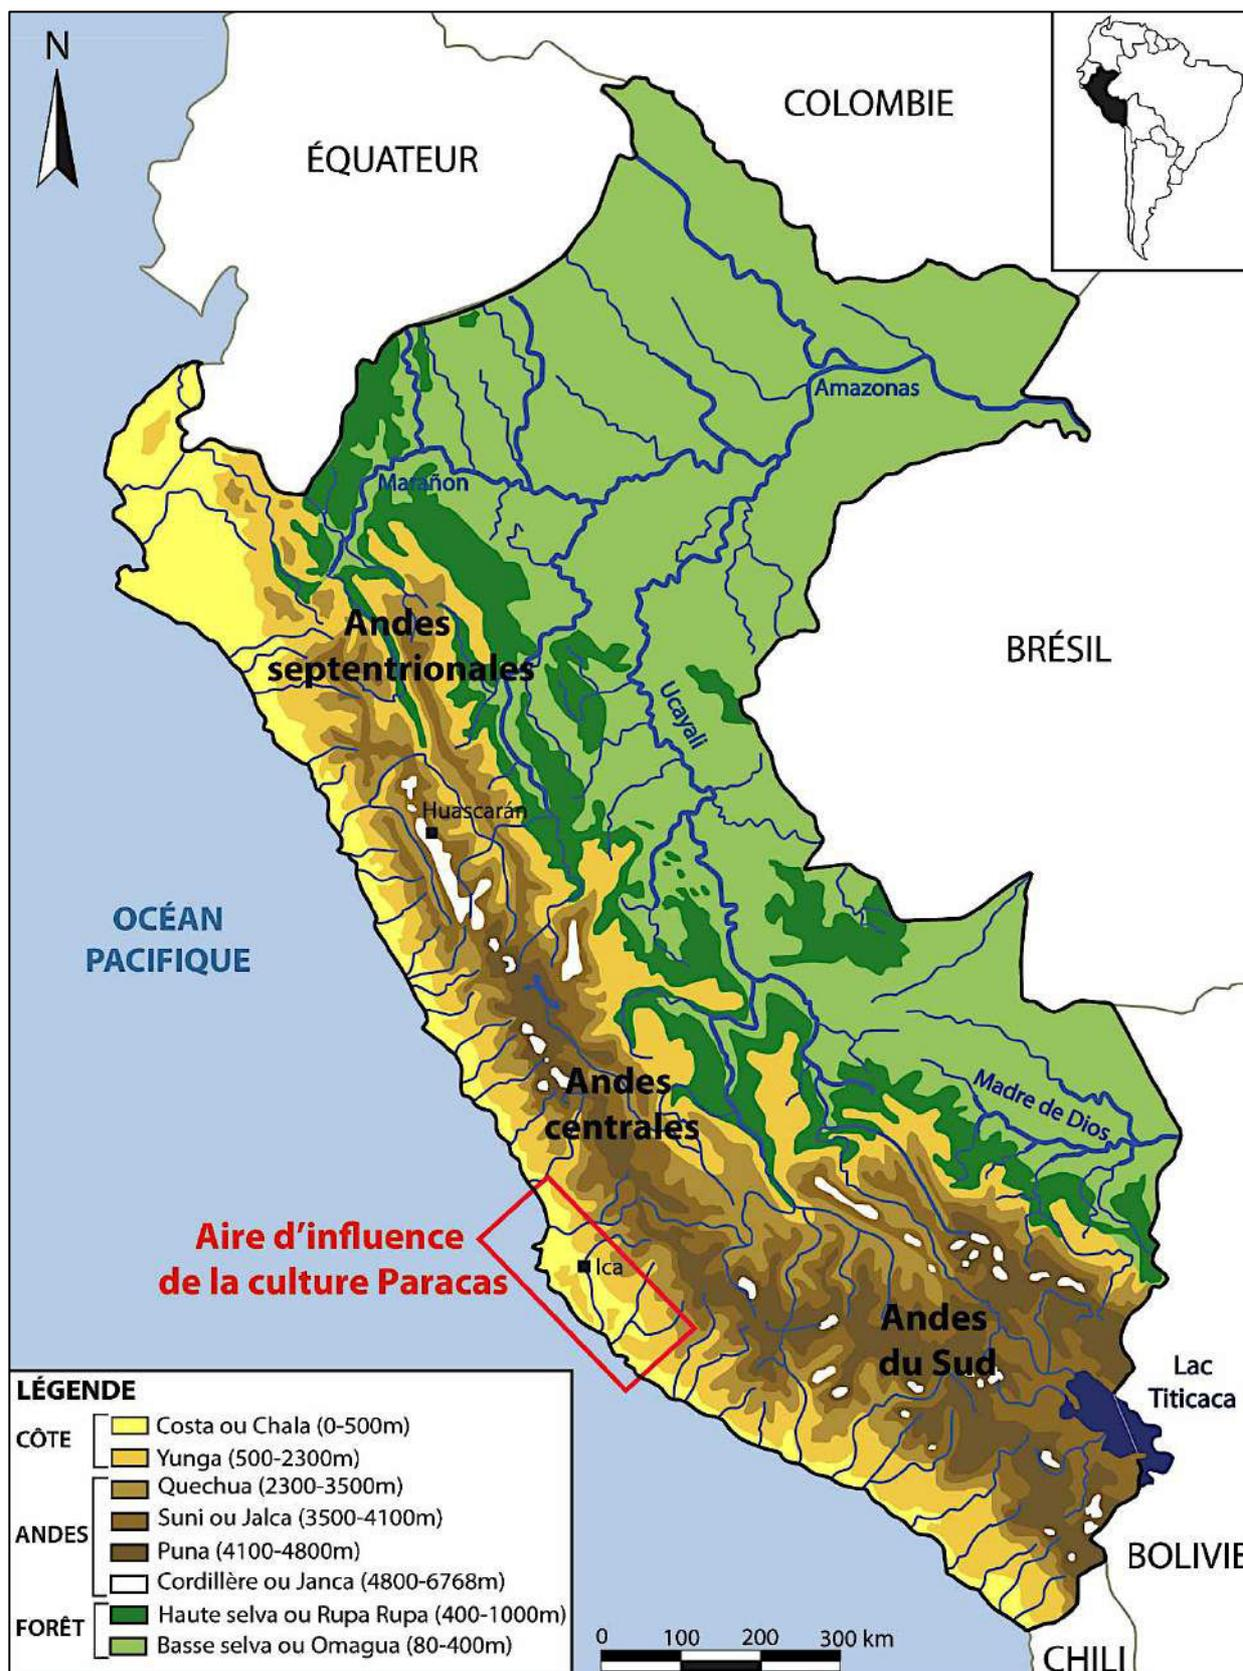 N
COLOMBIE
ÉQUATEUR
Amazonas
Marañon
Andes
septentrionales
BRÉSIL
Ucayali
Huascarán
OCÉAN
PACIFIQUE
Andes
centrales
Madre de Dios
Aire d'influence
de la culture Paracas
Ica
Andes
du Sud
Lac
Titicaca
LÉGENDE
CÔTE
Costa ou Chala (0-500m)
Yunga (500-2300m)
ANDES
Quechua (2300-3500m)
Suni ou Jalca (3500-4100m)
Puna (4100-4800m)
Cordillère ou Janca (4800-6768m)
FORÊT
Haute selva ou Rupa Rupa (400-1000m)
Basse selva ou Omagua (80-400m)
BOLIVIE
0 100 200 300 km
CHILI